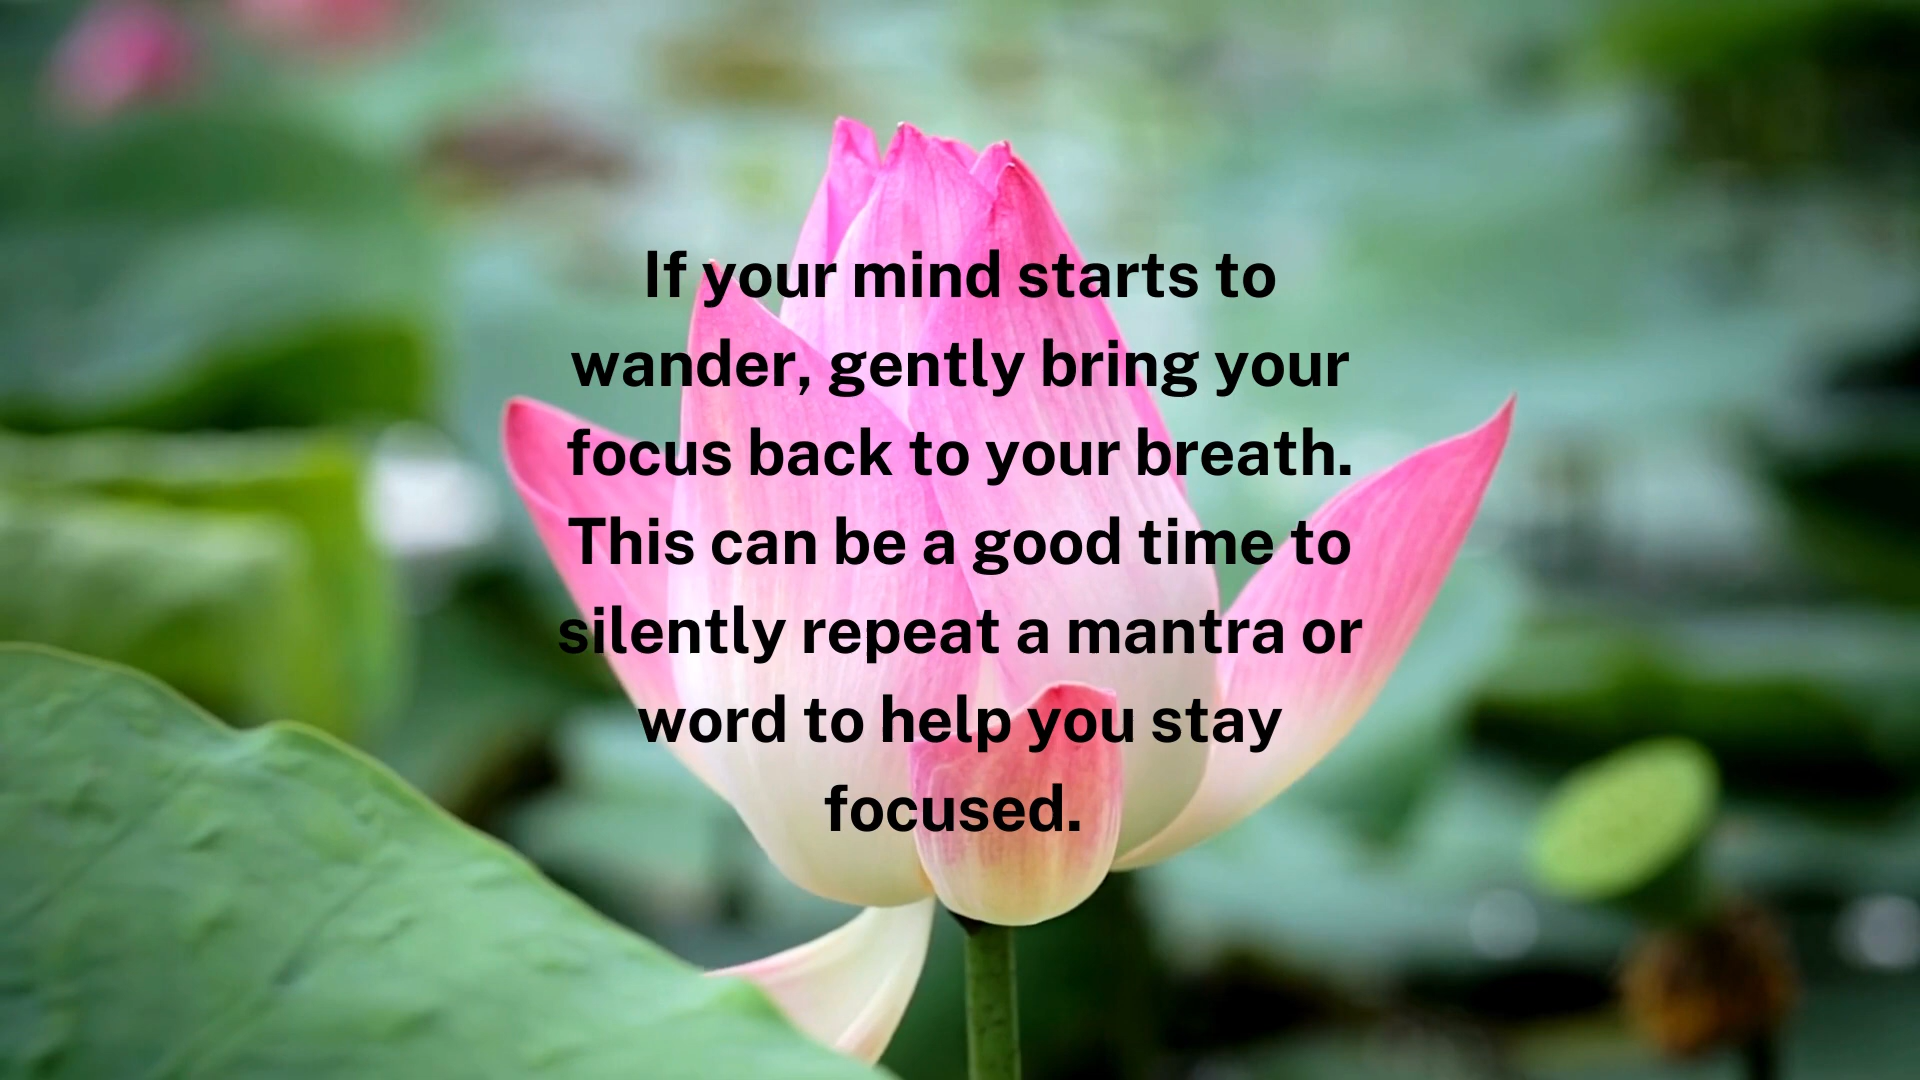 If your mind starts to
wander, gently bring your
focus back to your breath.
This can be a good time to
silently repeat a mantra or
word to help you stay
focused.